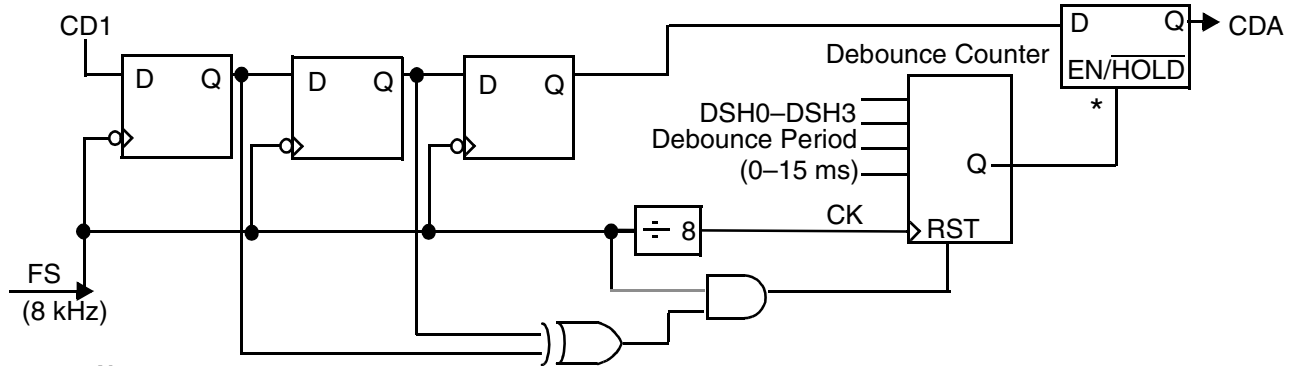 CD1
D Q
D Q
D Q
D Q
CDA
EN/HOLD
*
Debounce Counter
DSH0–DSH3
Debounce Period
(0–15 ms)
Q
CK
RST
÷ 8
FS
(8 kHz)